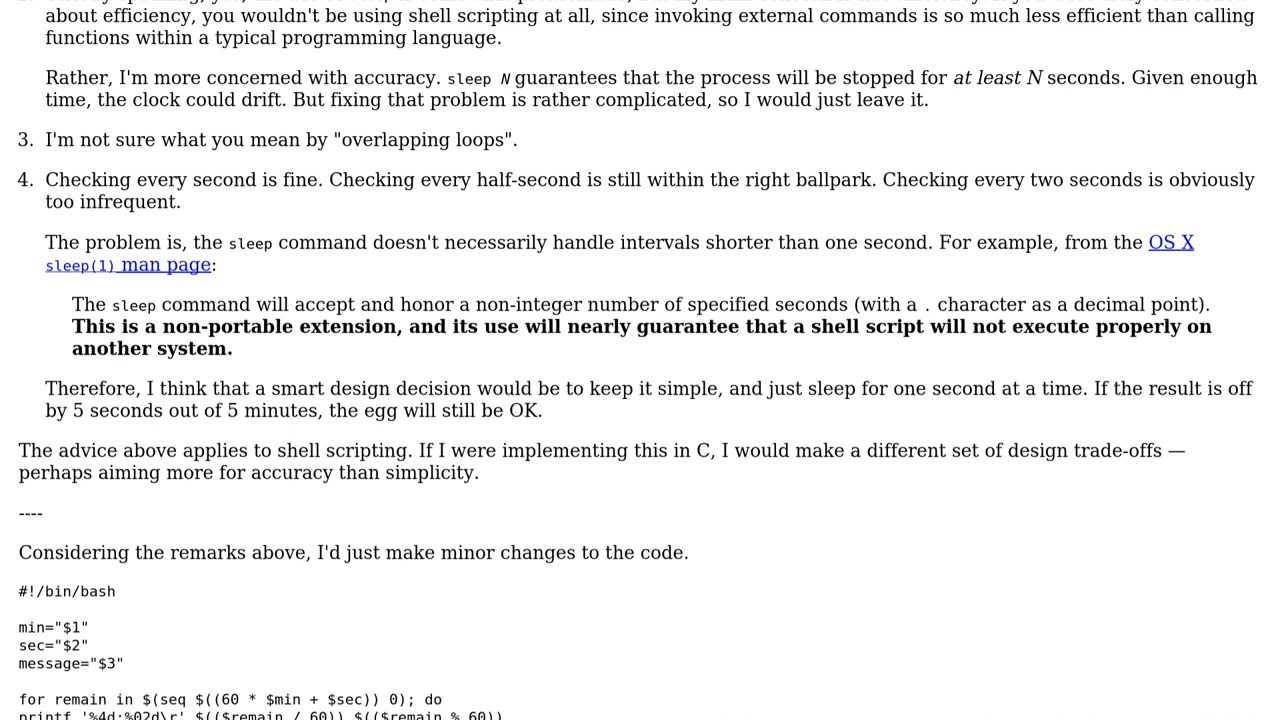 about efficiency, you wouldn't be using shell scripting at all, since invoking external commands is so much less efficient than calling
functions within a typical programming language.
Rather, I'm more concerned with accuracy. sleep N guarantees that the process will be stopped for at least N seconds. Given enough
time, the clock could drift. But fixing that problem is rather complicated, so I would just leave it.
3. I'm not sure what you mean by "overlapping loops".
4. Checking every second is fine. Checking every half-second is still within the right ballpark. Checking every two seconds is obviously
too infrequent.
The problem is, the sleep command doesn't necessarily handle intervals shorter than one second. For example, from the OS X
sleep(1) man page:
The sleep command will accept and honor a non-integer number of specified seconds (with a . character as a decimal point).
This is a non-portable extension, and its use will nearly guarantee that a shell script will not execute properly on
another system.
Therefore, I think that a smart design decision would be to keep it simple, and just sleep for one second at a time. If the result is off
by 5 seconds out of 5 minutes, the egg will still be OK.
The advice above applies to shell scripting. If I were implementing this in C, I would make a different set of design trade-offs —
perhaps aiming more for accuracy than simplicity.
----
Considering the remarks above, I'd just make minor changes to the code.
#!/bin/bash
min="$1"
sec="$2"
message="$3"
for remain in $(seq $((60 * $min + $sec)) 0); do
printf '%4d:%02d\r' $(($remain / 60)) $(($remain % 60))